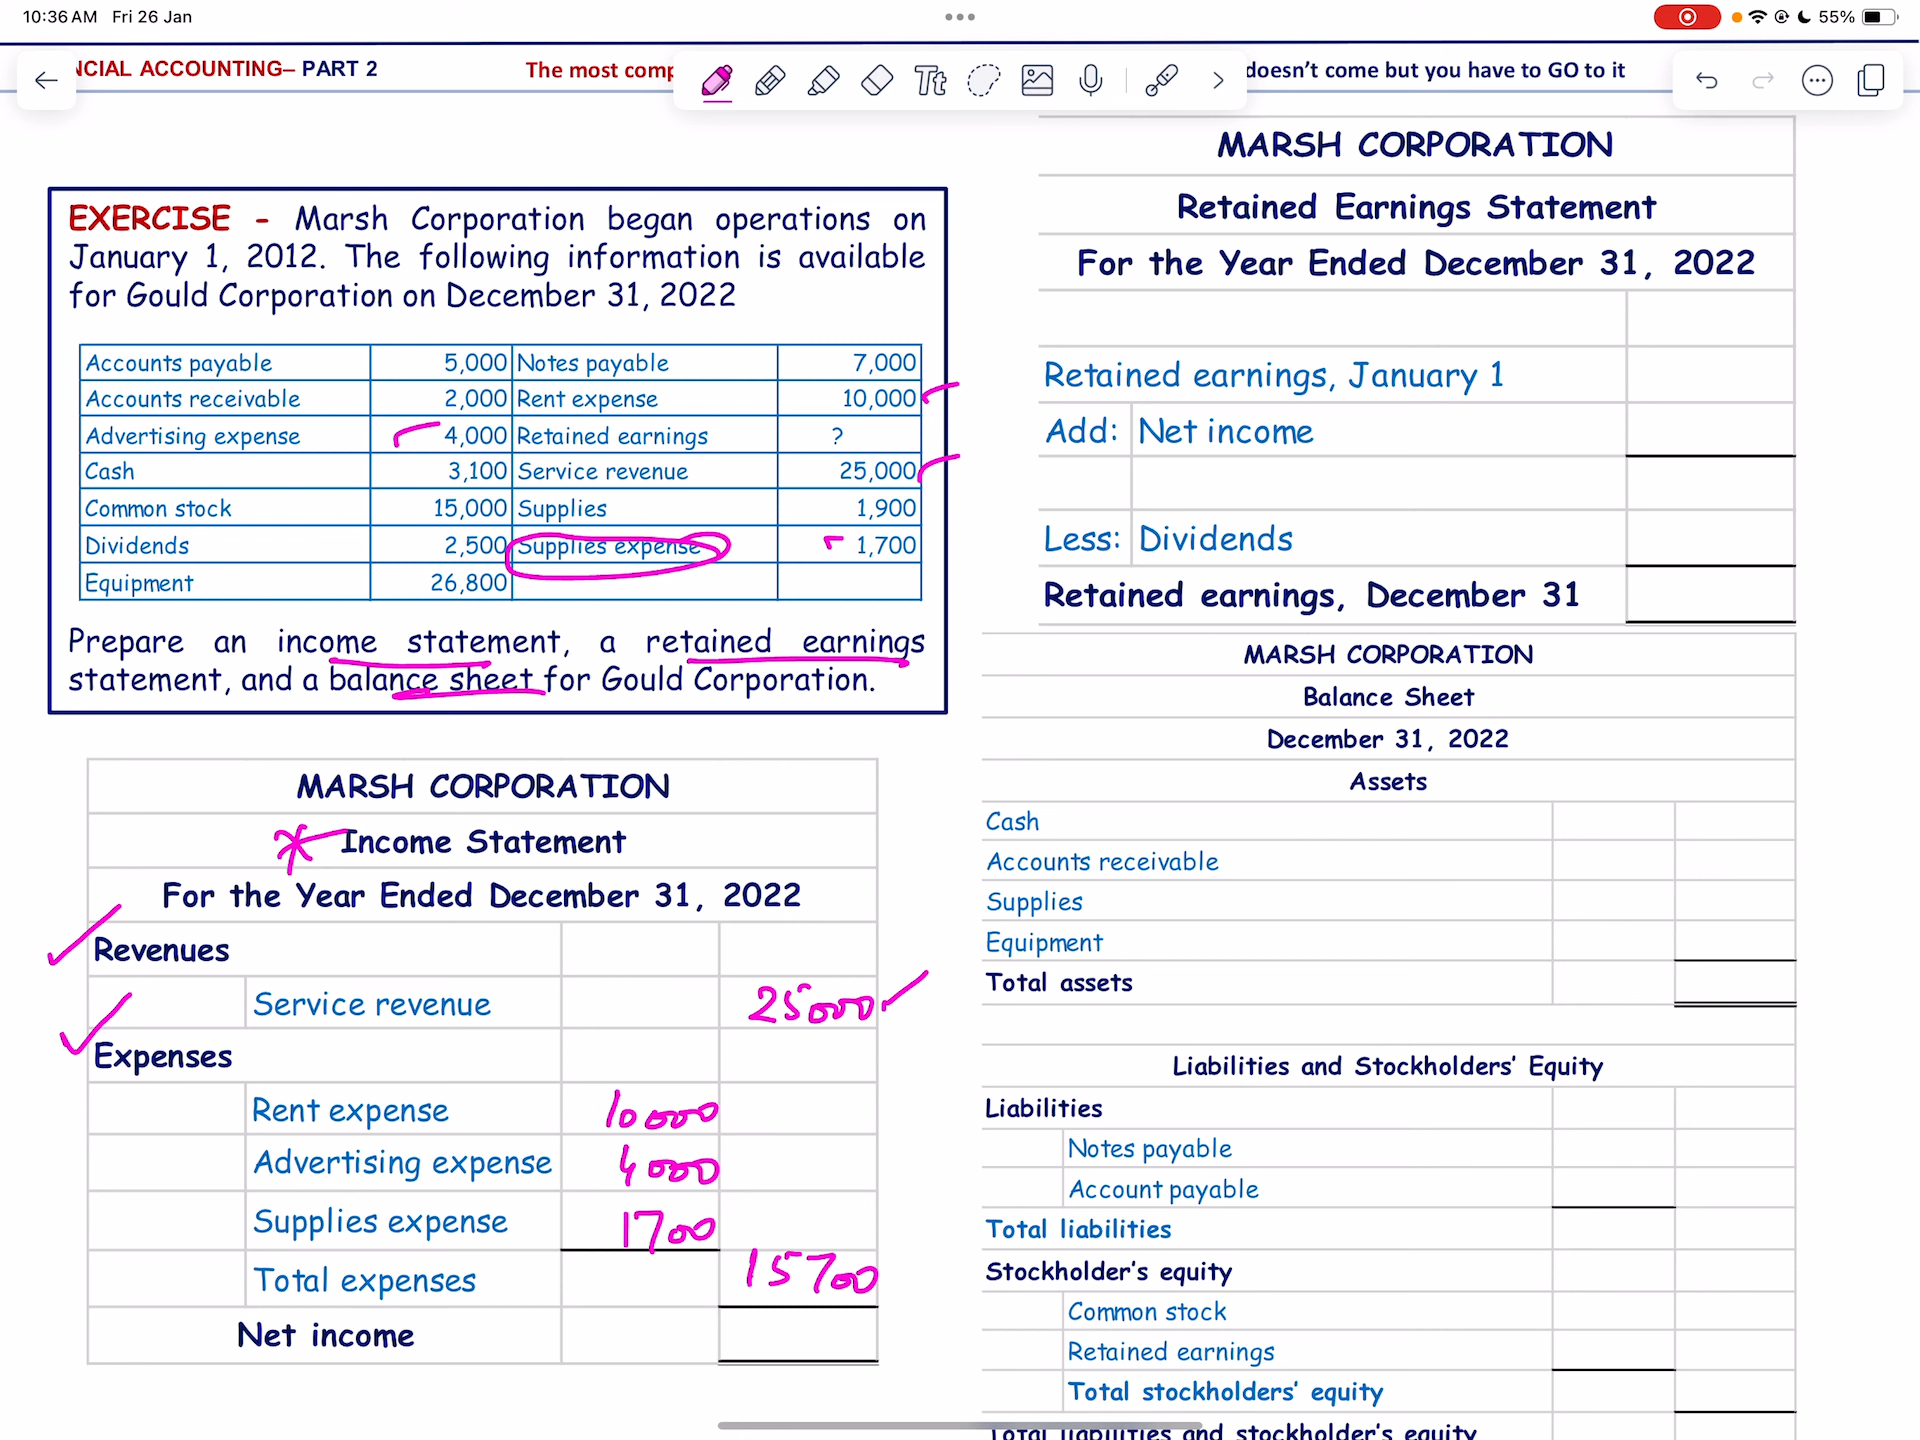 10:36 AM Fri 26 Jan
55%
NCIAL ACCOUNTING– PART 2
The most comp
doesn't come but you have to GO to it
Tt
EXERCISE - Marsh Corporation began operations on
January 1, 2012. The following information is available
for Gould Corporation on December 31, 2022
Accounts payable 5,000 Notes payable 7,000
Accounts receivable 2,000 Rent expense 10,000
Advertising expense 4,000 Retained earnings ?
Cash 3,100 Service revenue 25,000
Common stock 15,000 Supplies 1,900
Dividends 2,500 Supplies expense 1,700
Equipment 26,800
Prepare an income statement, a retained earnings
statement, and a balance sheet for Gould Corporation.
MARSH CORPORATION
Income Statement
For the Year Ended December 31, 2022
Revenues
Service revenue 25000
Expenses
Rent expense 10000
Advertising expense 4000
Supplies expense 1700
Total expenses 15700
Net income
MARSH CORPORATION
Retained Earnings Statement
For the Year Ended December 31, 2022
Retained earnings, January 1
Add: Net income
Less: Dividends
Retained earnings, December 31
MARSH CORPORATION
Balance Sheet
December 31, 2022
Assets
Cash
Accounts receivable
Supplies
Equipment
Total assets
Liabilities and Stockholders' Equity
Liabilities
Notes payable
Account payable
Total liabilities
Stockholder's equity
Common stock
Retained earnings
Total stockholders' equity
Total liabilities and stockholder's equity